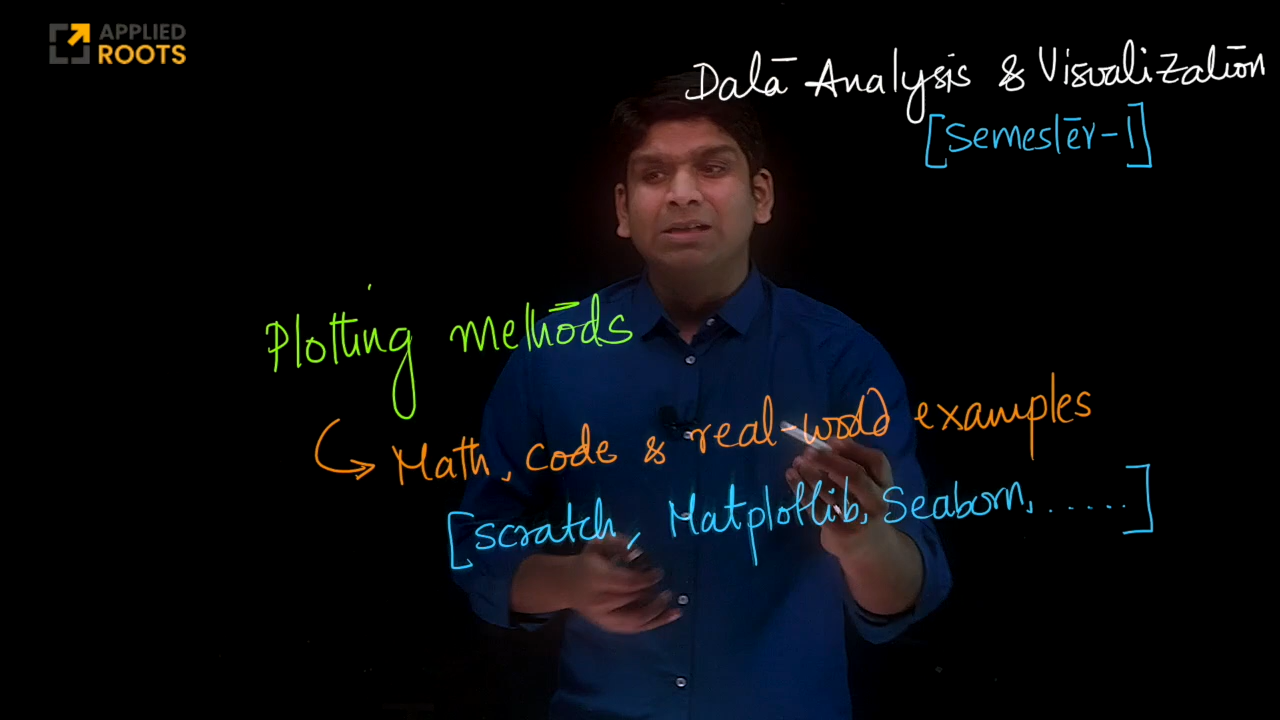 APPLIED
ROOTS
Data Analysis & Visualization
[Semester-1]
Plotting methods
Math, code & real-world examples
[scratch, Matplotlib, Seaborn, ......]